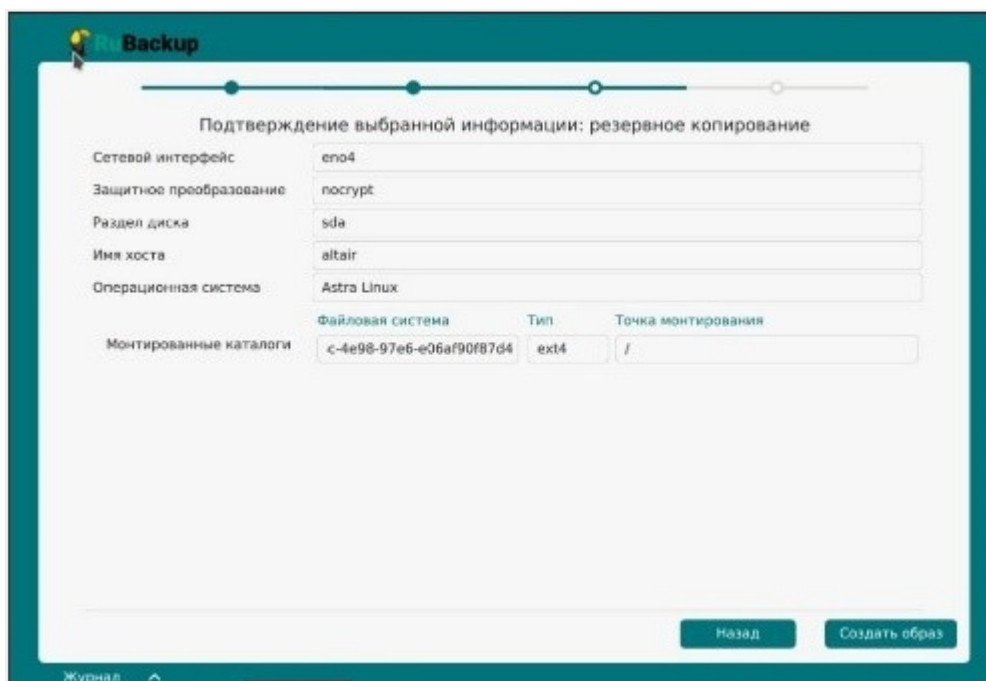 RuBackup
Подтверждение выбранной информации: резервное копирование
Сетевой интерфейс eno4
Защитное преобразование nocrypt
Раздел диска sda
Имя хоста altair
Операционная система Astra Linux
Файловая система Тип Точка монтирования
Монтированные каталоги c-4e98-97e6-e06af90f87d4 ext4 /
Назад Создать образ
Журнал